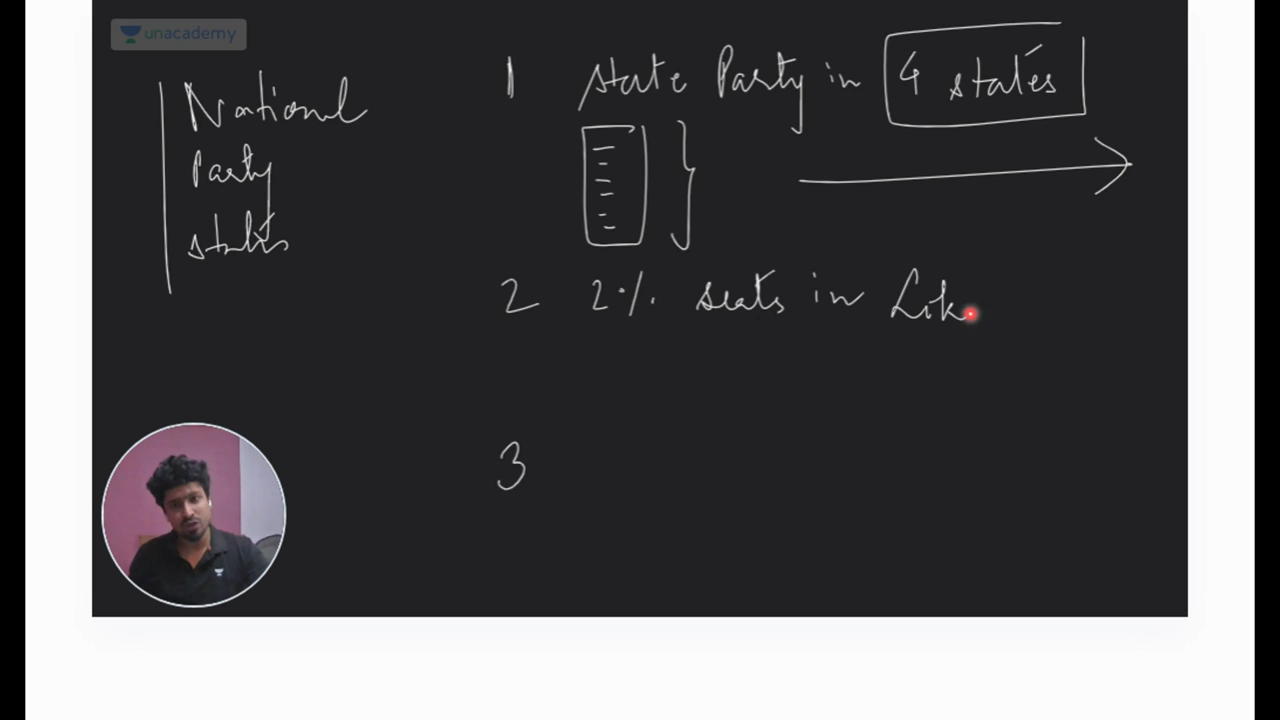 unacademy
National
Party
status
1 State Party in 4 states
2 2% seats in Lok
3